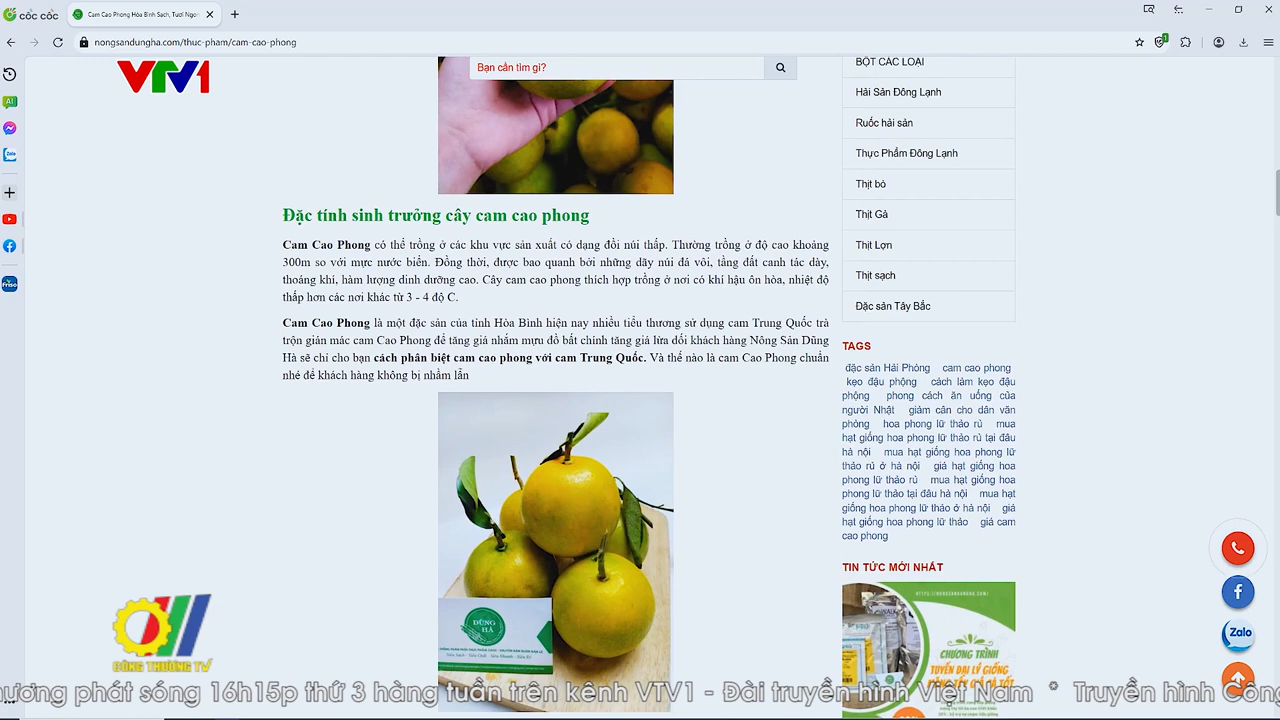 cốc cốc
Cam Cao Phong Hòa Bình Sạch, Tươi Ngon
nongsandungha.com/thuc-pham/cam-cao-phong
VTV1
Bạn cần tìm gì?
BỘT CÁC LOẠI
Hải Sản Đông Lạnh
Ruốc hải sản
Thực Phẩm Đông Lạnh
Thịt bò
Thịt Gà
Thịt Lợn
Thịt sạch
Đặc sản Tây Bắc
Đặc tính sinh trưởng cây cam cao phong
Cam Cao Phong có thể trồng ở các khu vực sản xuất có dạng đồi núi thấp. Thường trồng ở độ cao khoảng
300m so với mực nước biển. Đồng thời, được bao quanh bởi những dãy núi đá vôi, tầng đất canh tác dày,
thoáng khí, hàm lượng dinh dưỡng cao. Cây cam cao phong thích hợp trồng ở nơi có khí hậu ôn hòa, nhiệt độ
thấp hơn các nơi khác từ 3 - 4 độ C.
Cam Cao Phong là một đặc sản của tỉnh Hòa Bình hiện nay nhiều tiểu thương sử dụng cam Trung Quốc trà
trộn gián mác cam Cao Phong để tăng giá nhắm mựu đồ bất chính tăng giá lừa dối khách hàng Nông Sản Dũng
Hà sẽ chỉ cho bạn cách phân biệt cam cao phong với cam Trung Quốc. Và thế nào là cam Cao Phong chuẩn
nhé để khách hàng không bị nhầm lẫn
TAGS
đặc sản Hải Phòng cam cao phong
kẹo đậu phộng cách làm kẹo đậu
phộng phong cách ăn uống của
người Nhật giảm cân cho dân văn
phòng hoa phong lữ thảo rủ mua
hạt giống hoa phong lữ thảo rủ tại đâu
hà nội mua hạt giống hoa phong lữ
thảo rủ ở hà nội giá hạt giống hoa
phong lữ thảo rủ mua hạt giống hoa
phong lữ thảo tại đâu hà nội mua hạt
giống hoa phong lữ thảo ở hà nội giá
hạt giống hoa phong lữ thảo giá cam
cao phong
TIN TỨC MỚI NHẤT
HTTPS://NONGSANDUNGHA.COM/
CHƯƠNG TRÌNH
TUYỂN ĐẠI LÝ GIỐNG
DŨNG HÀ
Zalo
CÔNG THƯƠNG TV
ương phát sóng 16h15p thứ 3 hàng tuần trên kênh VTV1 - Đài truyền hình Việt Nam * Truyền hình Công